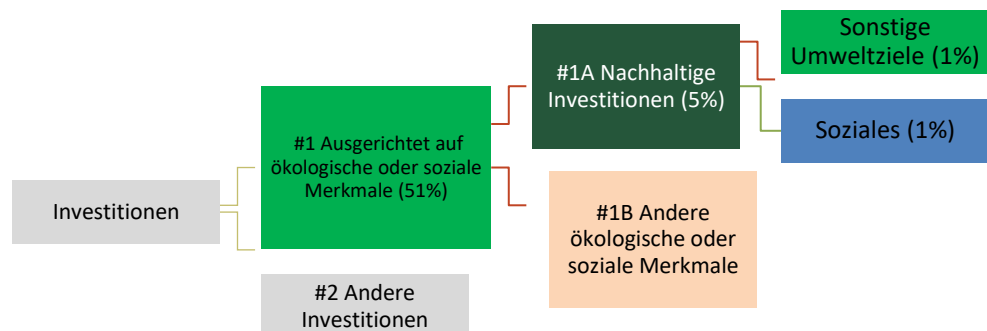 Investitionen
#1 Ausgerichtet auf
ökologische oder soziale
Merkmale (51%)
#2 Andere
Investitionen
#1A Nachhaltige
Investitionen (5%)
#1B Andere
ökologische oder
soziale Merkmale
Sonstige
Umweltziele (1%)
Soziales (1%)